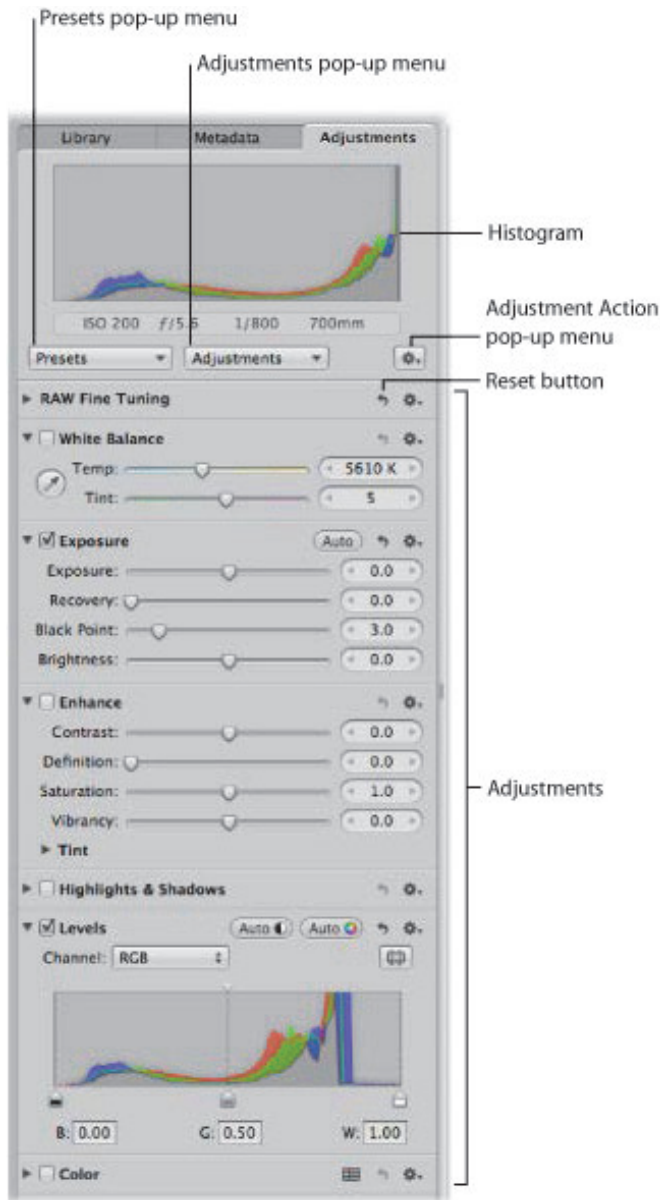 Presets pop-up menu
Adjustments pop-up menu
Library Metadata Adjustments
Histogram
ISO 200 f/5.6 1/800 700mm
Adjustment Action
pop-up menu
Presets Adjustments
Reset button
RAW Fine Tuning
White Balance
Temp: 5610 K
Tint: 5
Exposure Auto
Exposure: 0.0
Recovery: 0.0
Black Point: 3.0
Brightness: 0.0
Enhance
Contrast: 0.0
Definition: 0.0
Adjustments
Saturation: 1.0
Vibrancy: 0.0
Tint
Highlights & Shadows
Levels Auto Auto
Channel: RGB
B: 0.00 G: 0.50 W: 1.00
Color